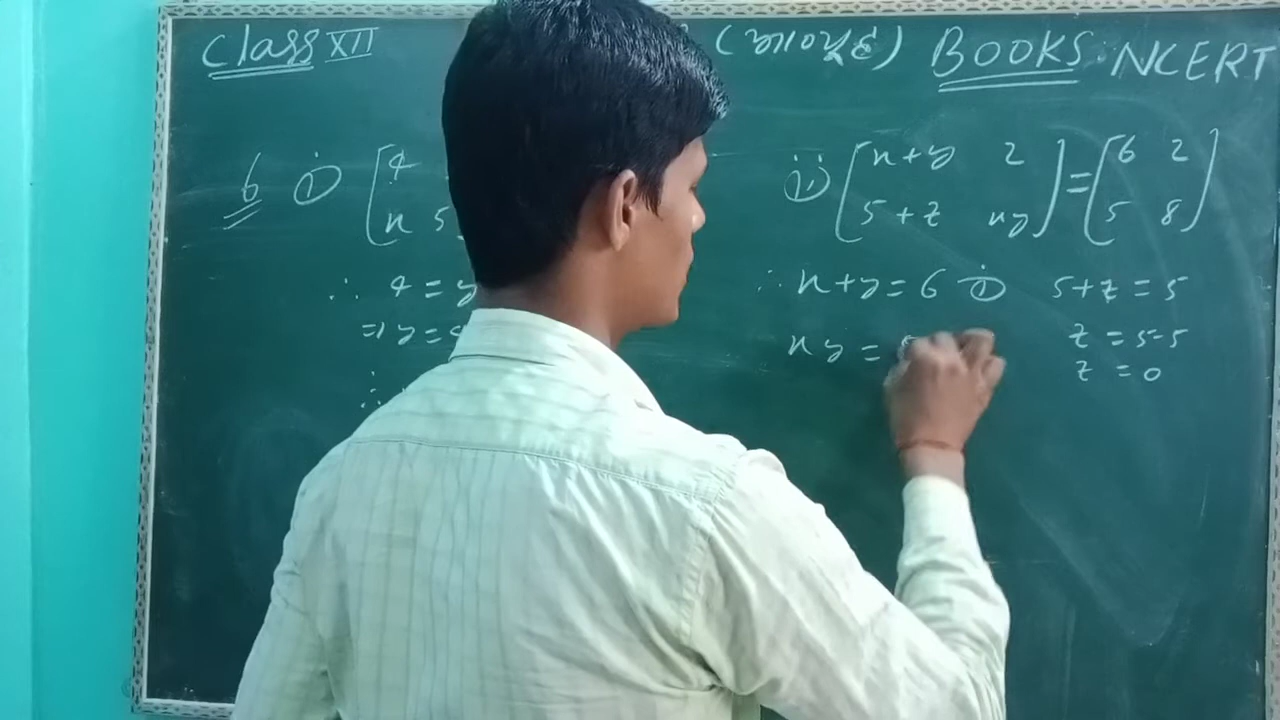 Class XII
BOOKS NCERT
6 (i) [4
x 5
∴ 4 = y
⇒ y = 4
∴
(ii) [x+y 2
5+z xy] = [6 2
5 8]
∴ x+y = 6 (i)
xy =
5+z = 5
z = 5-5
z = 0